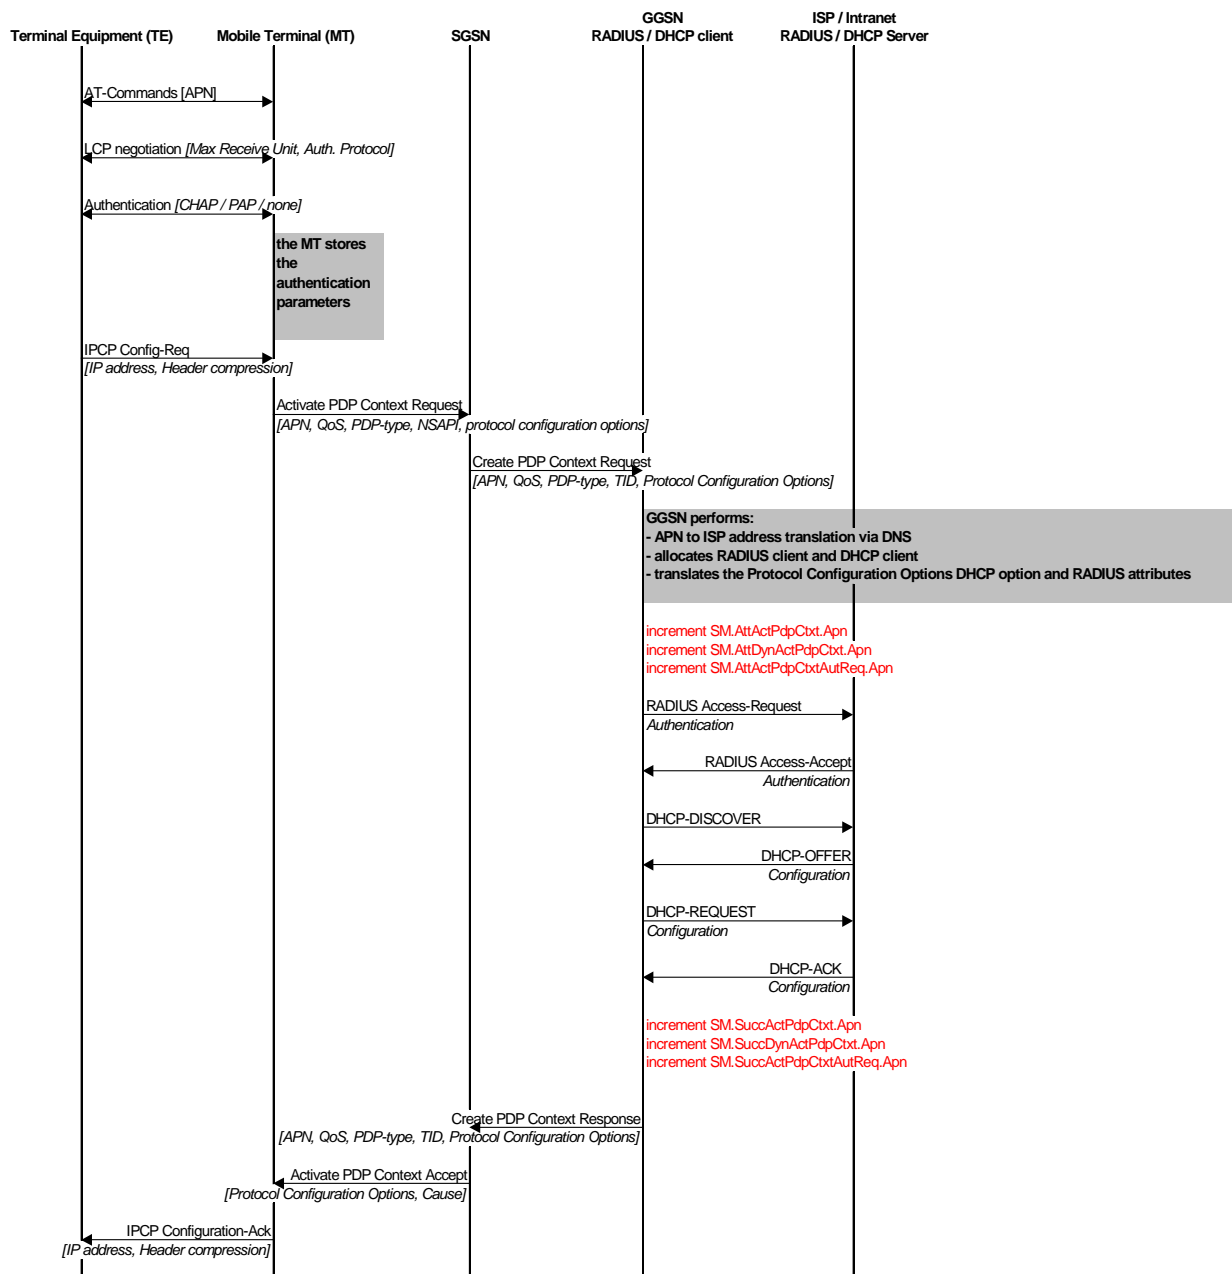 GGSN
ISP / Intranet
Terminal Equipment (TE)
Mobile Terminal (MT)
SGSN
RADIUS / DHCP client
RADIUS / DHCP Server
AT-Commands [APN]
LCP negotiation [Max Receive Unit, Auth. Protocol]
Authentication [CHAP / PAP / none]
the MT stores
the
authentication
parameters
IPCP Config-Req
[IP address, Header compression]
Activate PDP Context Request
[APN, QoS, PDP-type, NSAPI, protocol configuration options]
Create PDP Context Request
[APN, QoS, PDP-type, TID, Protocol Configuration Options]
GGSN performs:
- APN to ISP address translation via DNS
- allocates RADIUS client and DHCP client
- translates the Protocol Configuration Options DHCP option and RADIUS attributes
increment SM.AttActPdpCtxt.Apn
increment SM.AttDynActPdpCtxt.Apn
increment SM.AttActPdpCtxtAutReq.Apn
RADIUS Access-Request
Authentication
RADIUS Access-Accept
Authentication
DHCP-DISCOVER
DHCP-OFFER
Configuration
DHCP-REQUEST
Configuration
DHCP-ACK
Configuration
increment SM.SuccActPdpCtxt.Apn
increment SM.SuccDynActPdpCtxt.Apn
increment SM.SuccActPdpCtxtAutReq.Apn
Create PDP Context Response
[APN, QoS, PDP-type, TID, Protocol Configuration Options]
Activate PDP Context Accept
[Protocol Configuration Options, Cause]
IPCP Configuration-Ack
[IP address, Header compression]